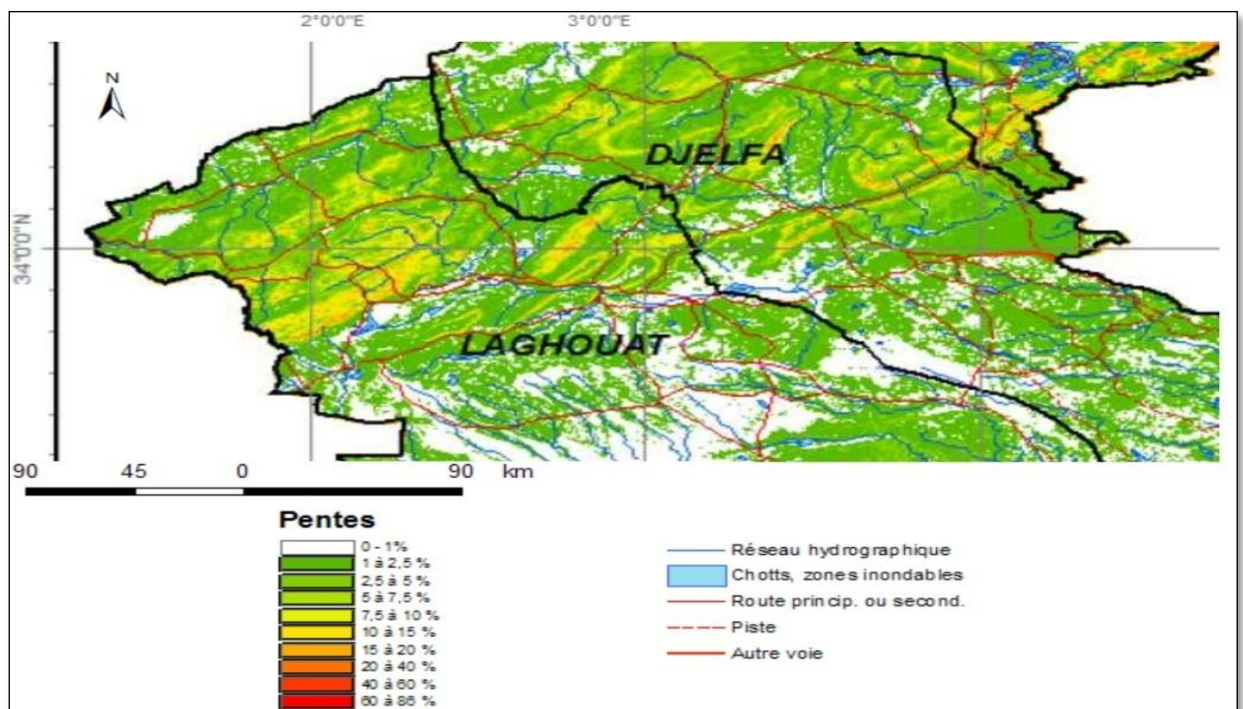 2°0'0"E 3°0'0"E
N
34°0'0"N
DJELFA
LAGHOUAT
90 45 0 90 km
Pentes
0 - 1%
1 à 2,5 %
2,5 à 5 %
5 à 7,5 %
7,5 à 10 %
10 à 15 %
15 à 20 %
20 à 40 %
40 à 60 %
60 à 86 %
Réseau hydrographique
Chotts, zones inondables
Route princip. ou second.
Piste
Autre voie